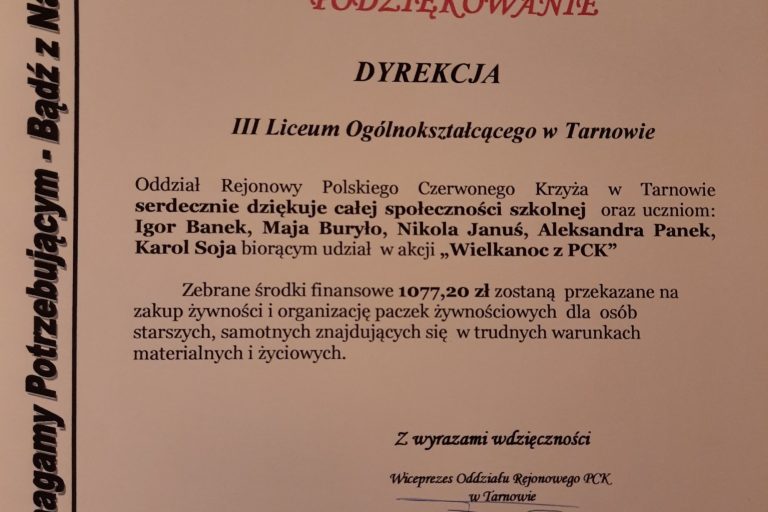 PODZIĘKOWANIE
DYREKCJA
III Liceum Ogólnokształcącego w Tarnowie
Oddział Rejonowy Polskiego Czerwonego Krzyża w Tarnowie
serdecznie dziękuje całej społeczności szkolnej oraz uczniom:
Igor Banek, Maja Buryło, Nikola Januś, Aleksandra Panek,
Karol Soja biorącym udział w akcji „Wielkanoc z PCK”
Zebrane środki finansowe 1077,20 zł zostaną przekazane na
zakup żywności i organizację paczek żywnościowych dla osób
starszych, samotnych znajdujących się w trudnych warunkach
materialnych i życiowych.
Z wyrazami wdzięczności
Wiceprezes Oddziału Rejonowego PCK
w Tarnowie
magamy Potrzebującym - Bądź z Na